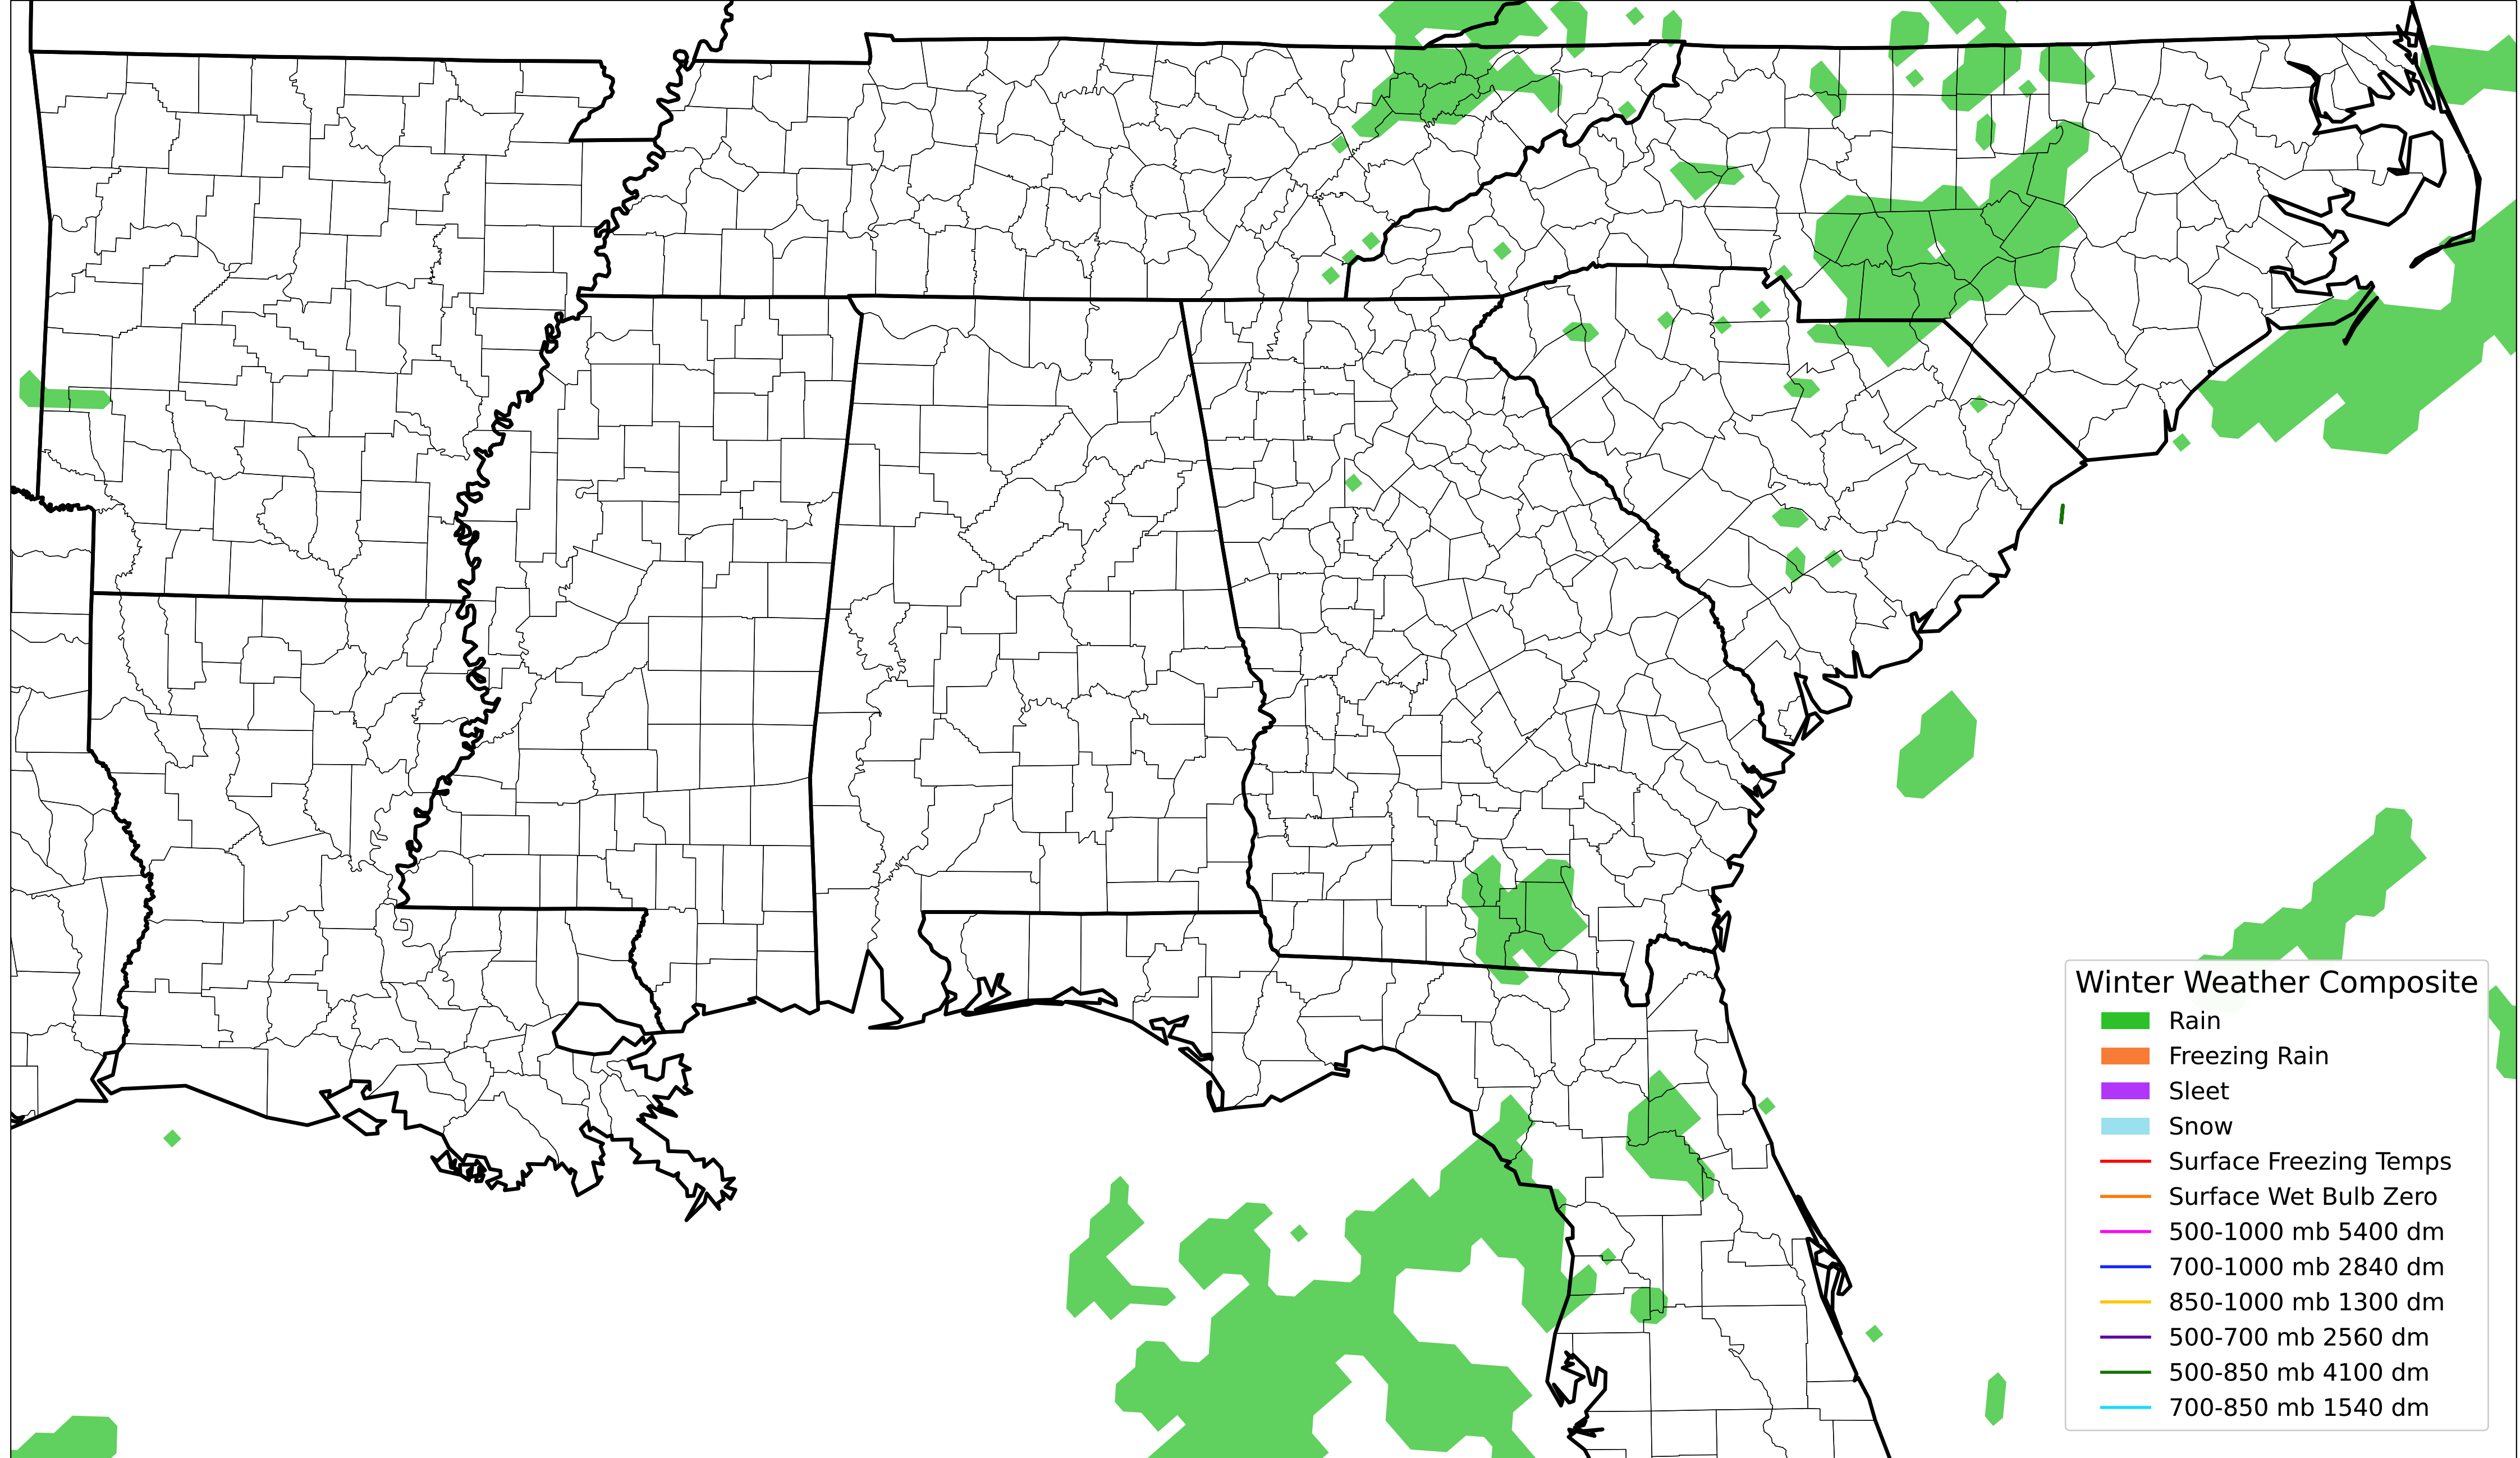 Winter Weather Composite
Rain
Freezing Rain
Sleet
Snow
Surface Freezing Temps
Surface Wet Bulb Zero
500-1000 mb 5400 dm
700-1000 mb 2840 dm
850-1000 mb 1300 dm
500-700 mb 2560 dm
500-850 mb 4100 dm
700-850 mb 1540 dm